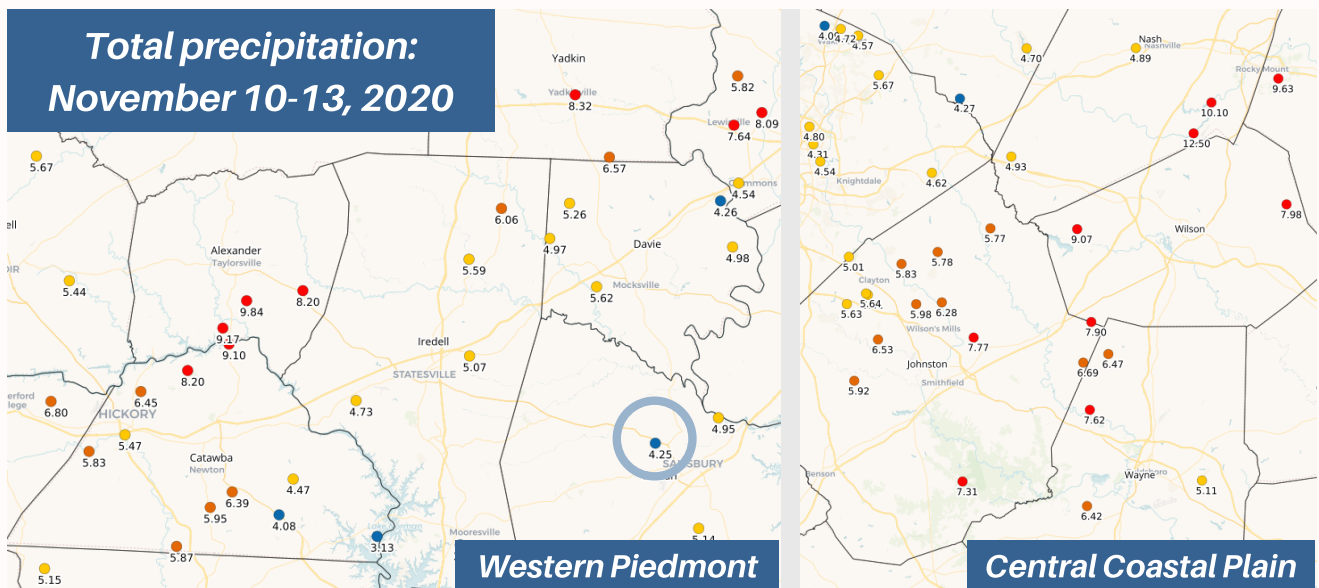 Total precipitation:
November 10-13, 2020
Yadkin
5.82
8.32
Lewisville
8.09
7.64
5.67
6.57
4.54
6.06
5.26
4.26
Alexander
Taylorsville
4.97
Davie
4.98
5.59
5.44
8.20
5.62
Mocksville
9.84
9.17
Iredell
9.10
5.07
STATESVILLE
8.20
6.45
4.73
6.80
HICKORY
4.95
5.47
4.25
5.83
Catawba
Newton
4.47
6.39
5.95
4.08
3.13
Mooresville
5.14
5.87
5.15
Western Piedmont
4.72
4.57
4.70
Nash
Nashville
4.89
Rocky Mount
5.67
9.63
4.27
10.10
4.80
12.50
4.31
4.93
4.54
Knightdale
4.62
7.98
5.77
9.07
Wilson
5.01
5.78
5.83
Clayton
5.64
5.63
5.98
6.28
Wilson's Mills
7.90
6.53
7.77
6.47
Johnston
6.69
5.92
Smithfield
7.62
Benson
7.31
Wayne
5.11
6.42
Central Coastal Plain